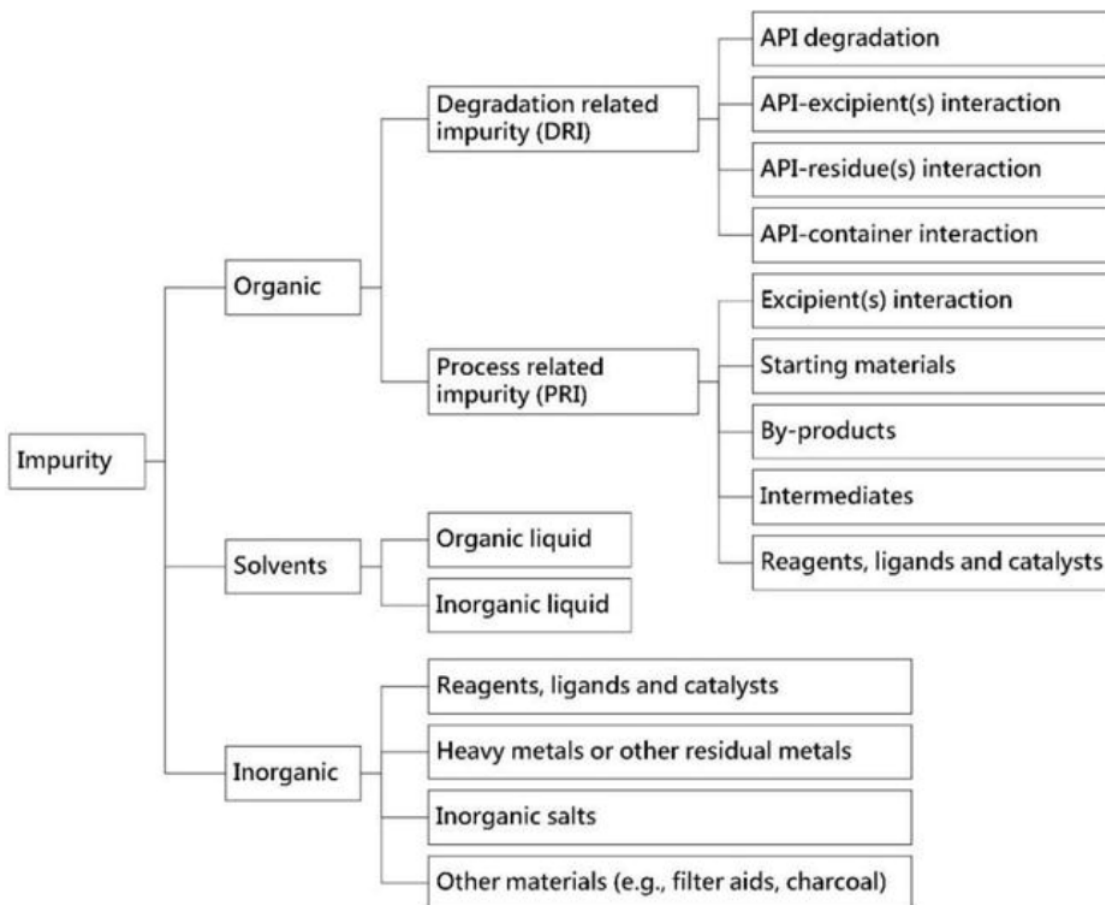 API degradation
Degradation related
impurity (DRI)
API-excipient(s) interaction
API-residue(s) interaction
API-container interaction
Organic
Excipient(s) interaction
Process related
impurity (PRI)
Starting materials
By-products
Impurity
Intermediates
Organic liquid
Solvents
Reagents, ligands and catalysts
Inorganic liquid
Reagents, ligands and catalysts
Heavy metals or other residual metals
Inorganic
Inorganic salts
Other materials (e.g., filter aids, charcoal)